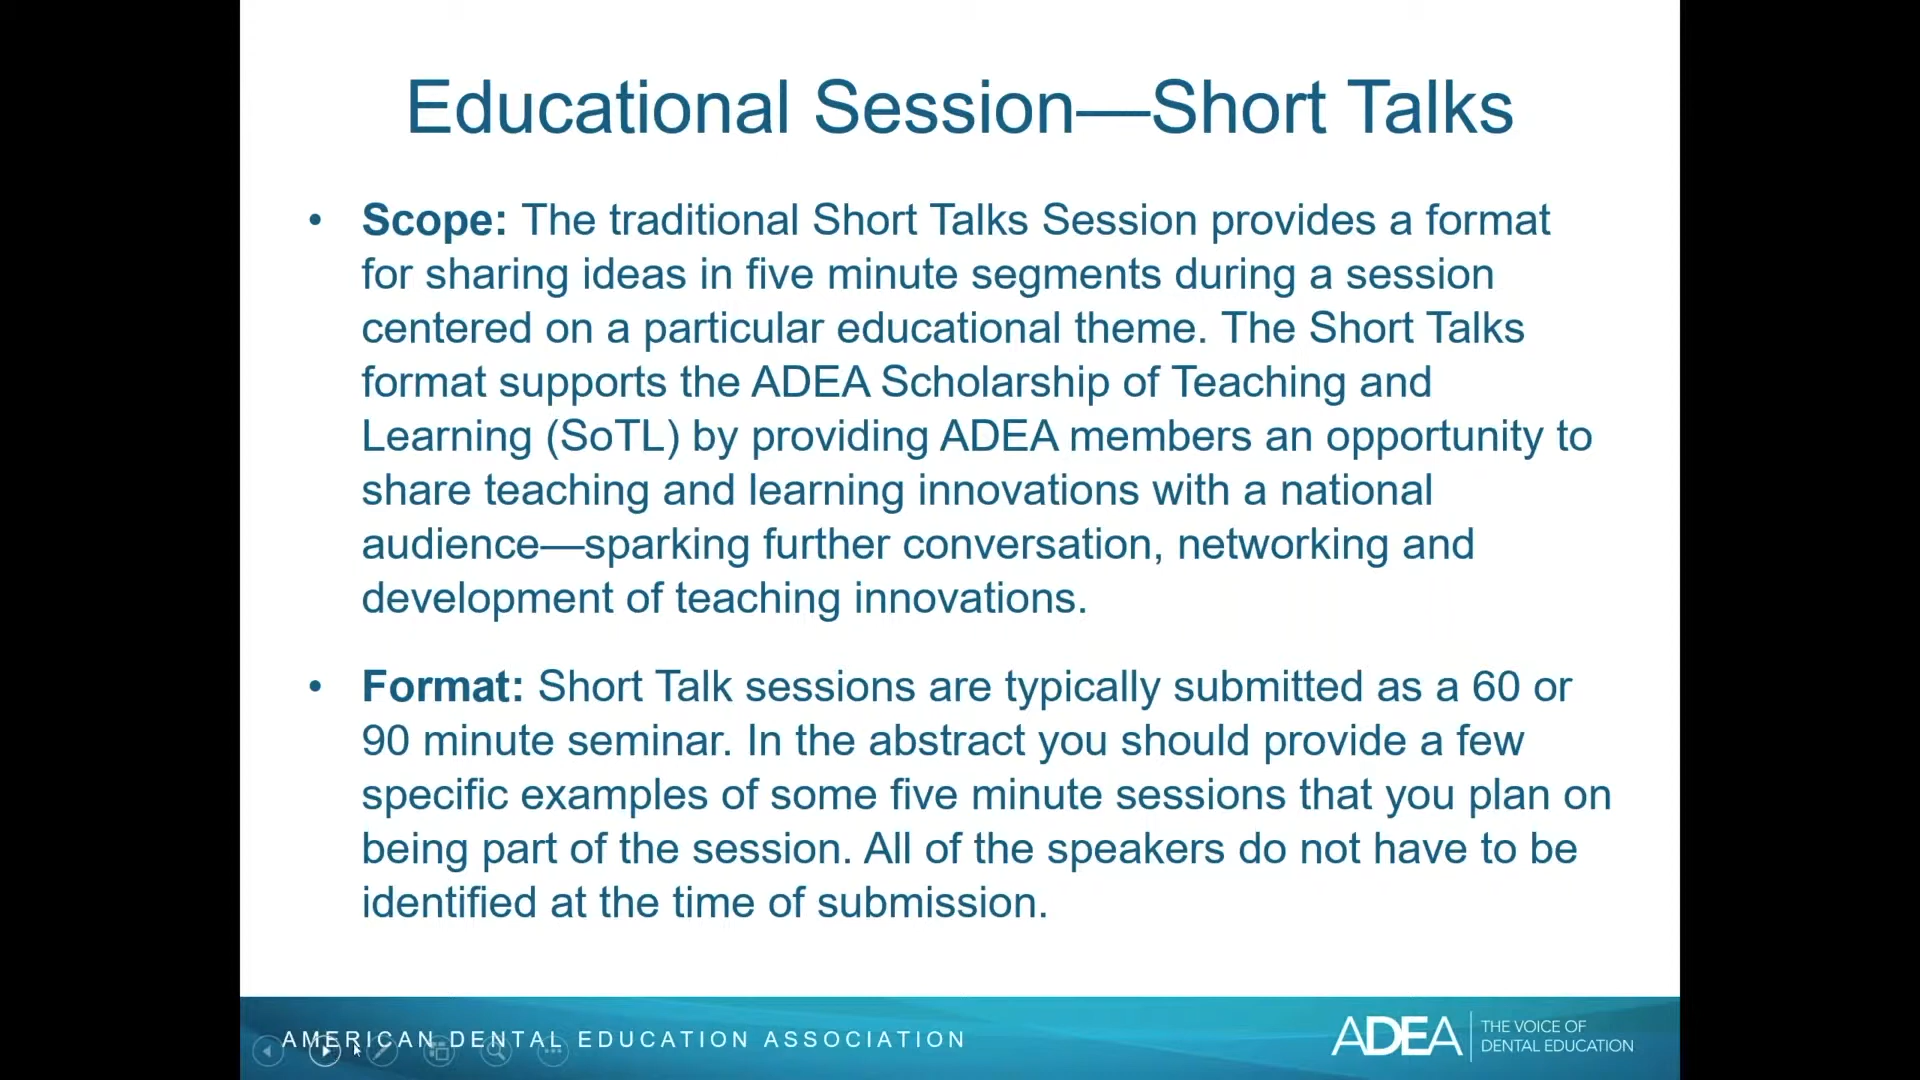 Educational Session—Short Talks
• Scope: The traditional Short Talks Session provides a format
for sharing ideas in five minute segments during a session
centered on a particular educational theme. The Short Talks
format supports the ADEA Scholarship of Teaching and
Learning (SoTL) by providing ADEA members an opportunity to
share teaching and learning innovations with a national
audience—sparking further conversation, networking and
development of teaching innovations.
• Format: Short Talk sessions are typically submitted as a 60 or
90 minute seminar. In the abstract you should provide a few
specific examples of some five minute sessions that you plan on
being part of the session. All of the speakers do not have to be
identified at the time of submission.
AMERICAN DENTAL EDUCATION ASSOCIATION
ADEA
THE VOICE OF
DENTAL EDUCATION